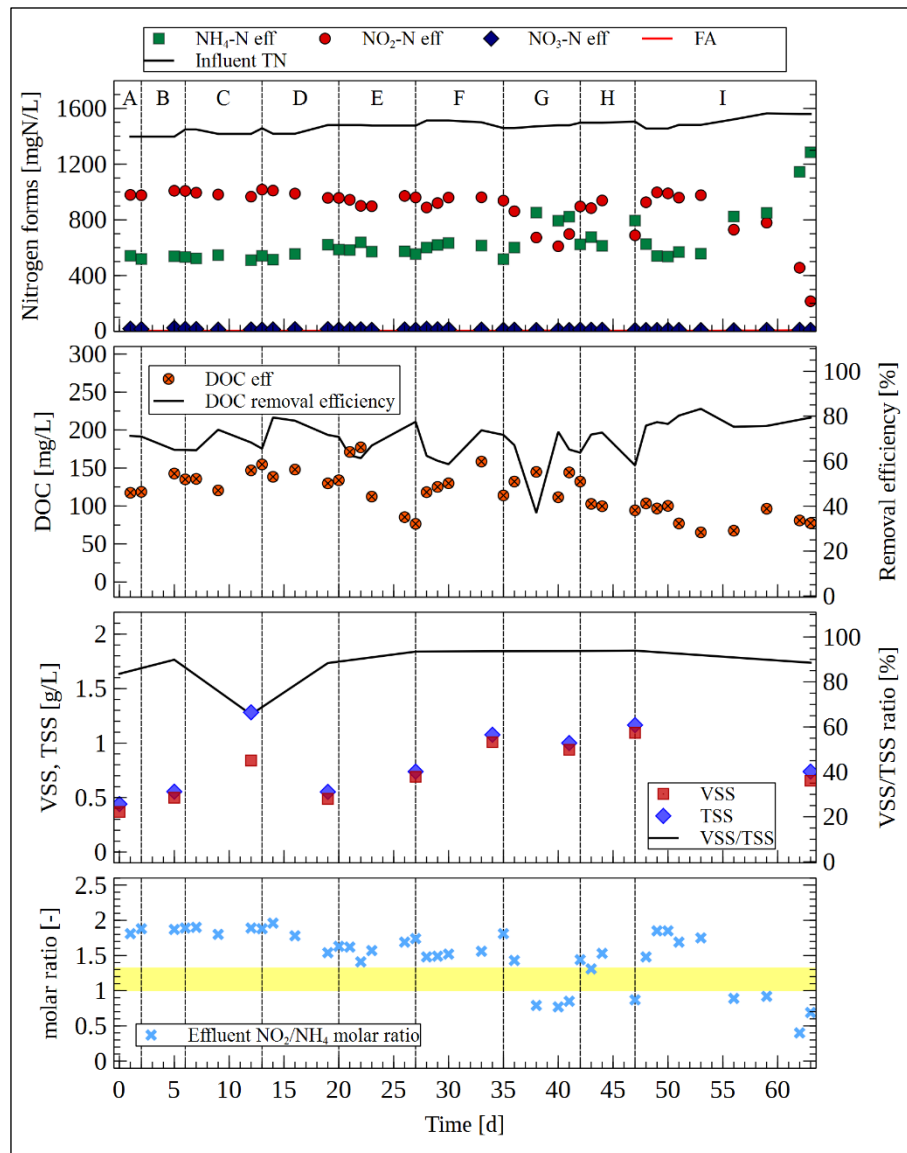 NH₄-N eff NO₂-N eff NO₃-N eff FA
Influent TN
A B C D E F G H I
Nitrogen forms [mgN/L]
1600
1200
800
400
0
DOC eff
DOC removal efficiency
DOC [mg/L]
300
250
200
150
100
50
0
Removal efficiency [%]
100
80
60
40
20
0
VSS, TSS [g/L]
2
1.5
1
0.5
0
VSS
TSS
VSS/TSS
VSS/TSS ratio [%]
100
80
60
40
20
0
molar ratio [-]
2.5
2
1.5
1
0.5
0
Effluent NO₂/NH₄ molar ratio
0 5 10 15 20 25 30 35 40 45 50 55 60
Time [d]